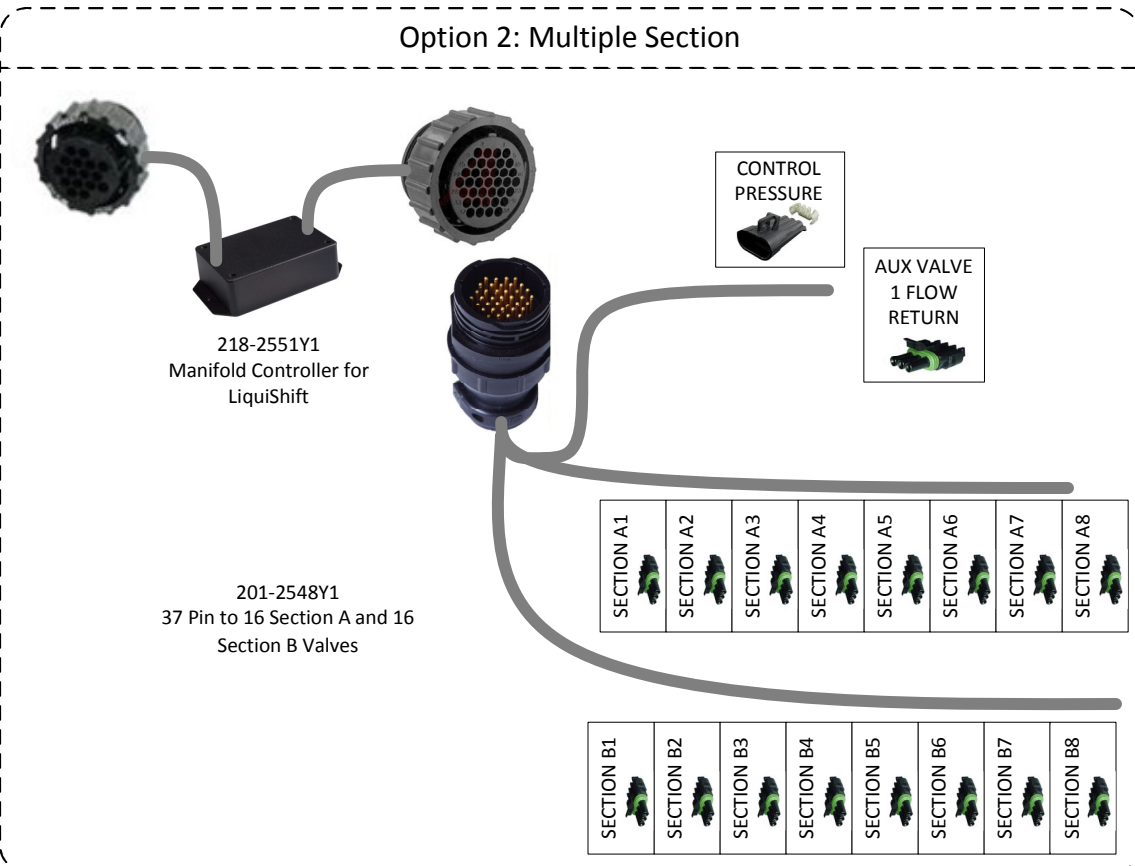 Option 2: Multiple Section
CONTROL
PRESSURE
AUX VALVE
1 FLOW
RETURN
218-2551Y1
Manifold Controller for
LiquiShift
SECTION A1
SECTION A2
SECTION A3
SECTION A4
SECTION A5
SECTION A6
SECTION A7
SECTION A8
201-2548Y1
37 Pin to 16 Section A and 16
Section B Valves
SECTION B1
SECTION B2
SECTION B3
SECTION B4
SECTION B5
SECTION B6
SECTION B7
SECTION B8